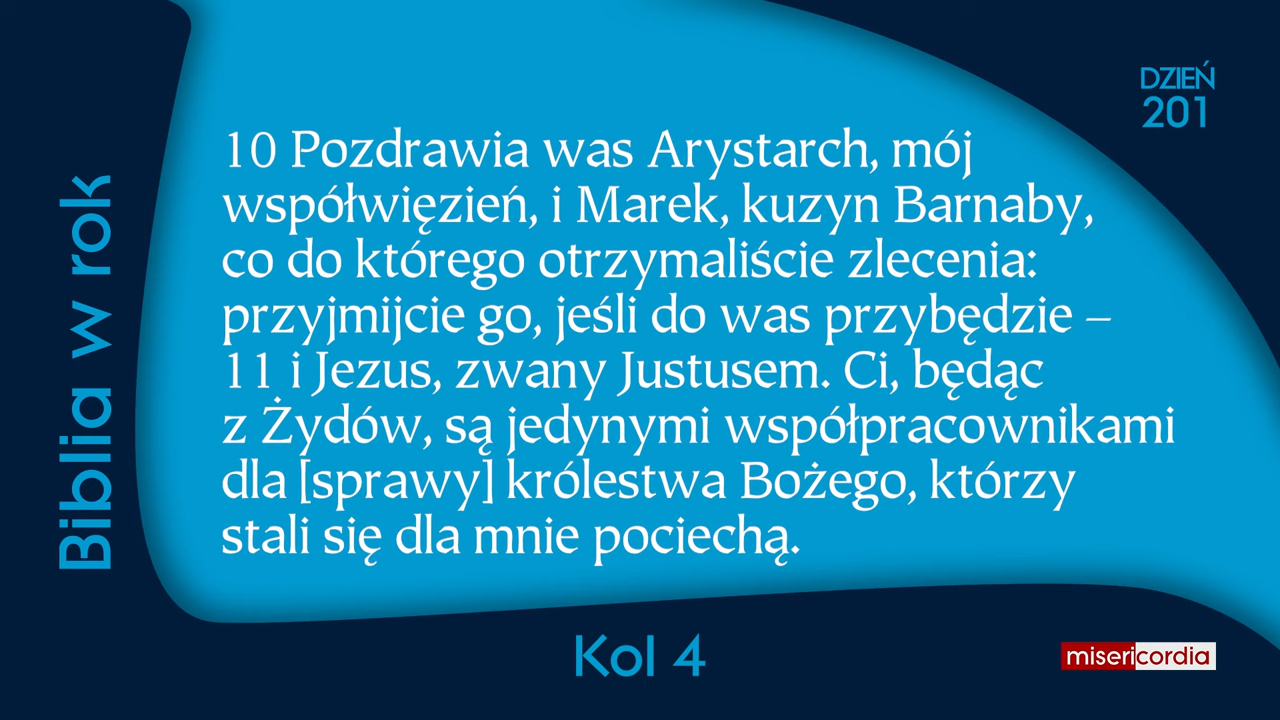 DZIEŃ
201
10 Pozdrawia was Arystarch, mój
współwięzień, i Marek, kuzyn Barnaby,
co do którego otrzymaliście zlecenia:
przyjmijcie go, jeśli do was przybędzie –
11 i Jezus, zwany Justusem. Ci, będąc
z Żydów, są jedynymi współpracownikami
dla [sprawy] królestwa Bożego, którzy
stali się dla mnie pociechą.
Biblia w rok
Kol 4
misericordia